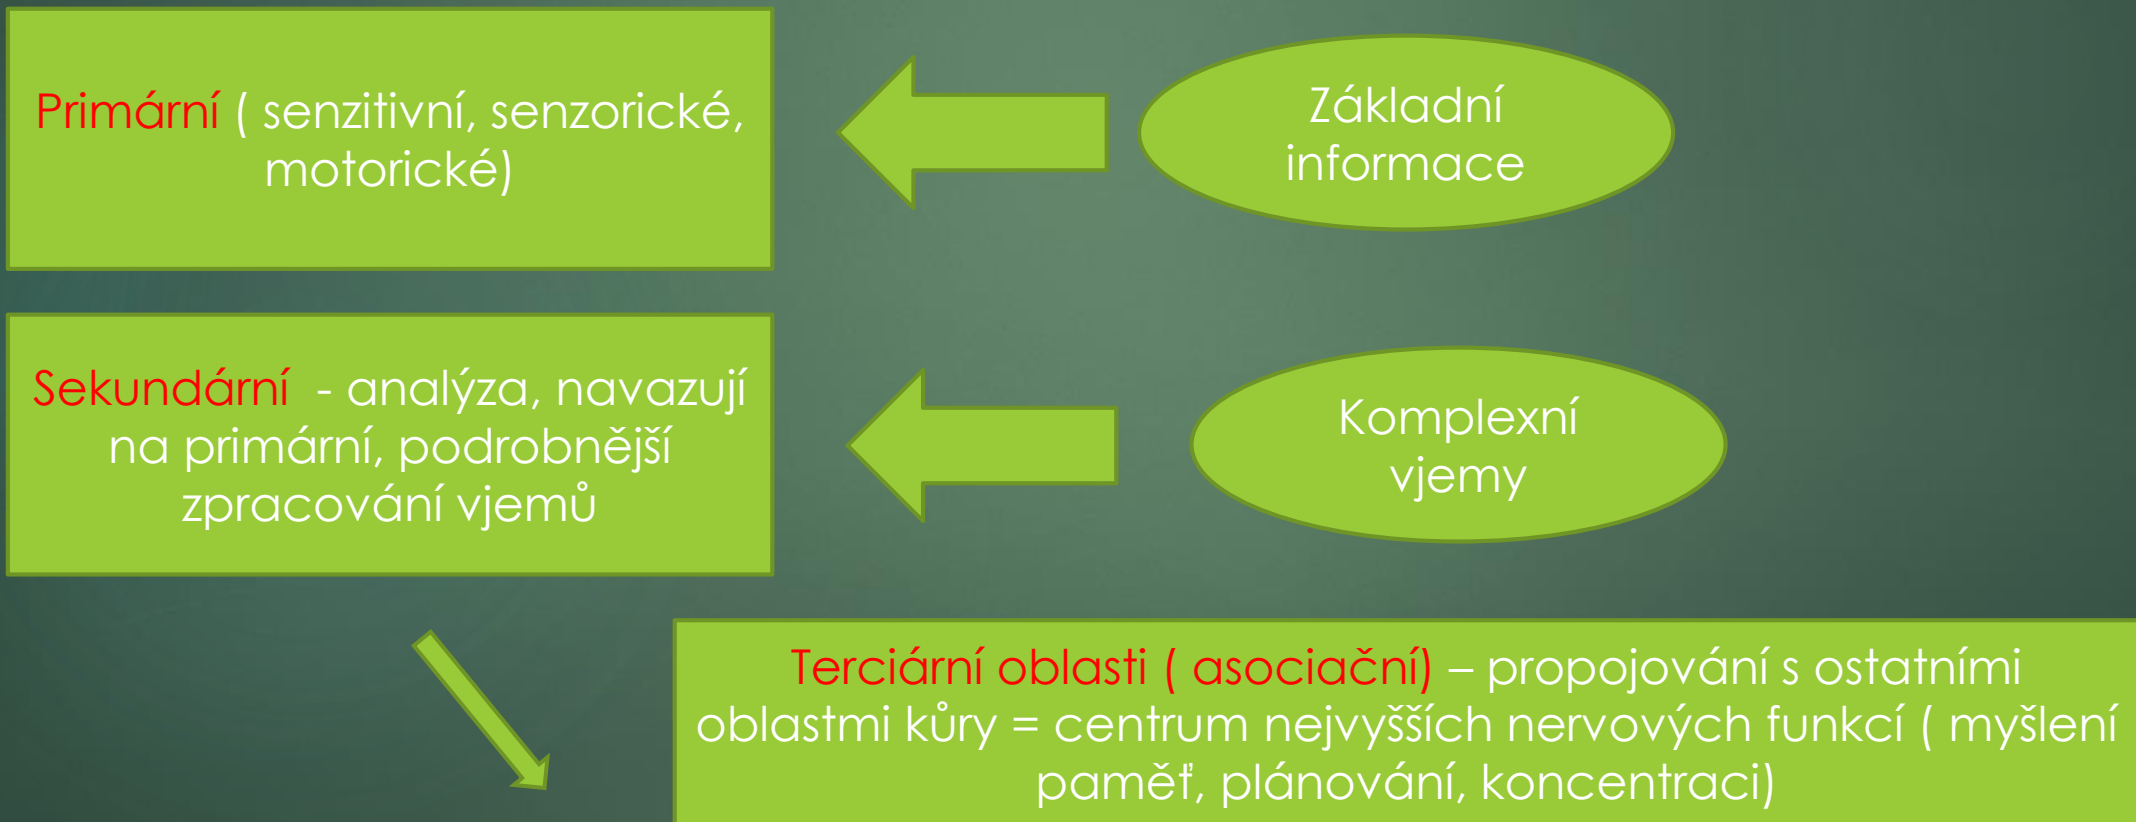 Primární ( senzitivní, senzorické,
motorické)
Základní
informace
Sekundární - analýza, navazují
na primární, podrobnější
zpracování vjemů
Komplexní
vjemy
Terciární oblasti ( asociační) – propojování s ostatními
oblastmi kůry = centrum nejvyšších nervových funkcí ( myšlení
paměť, plánování, koncentraci)